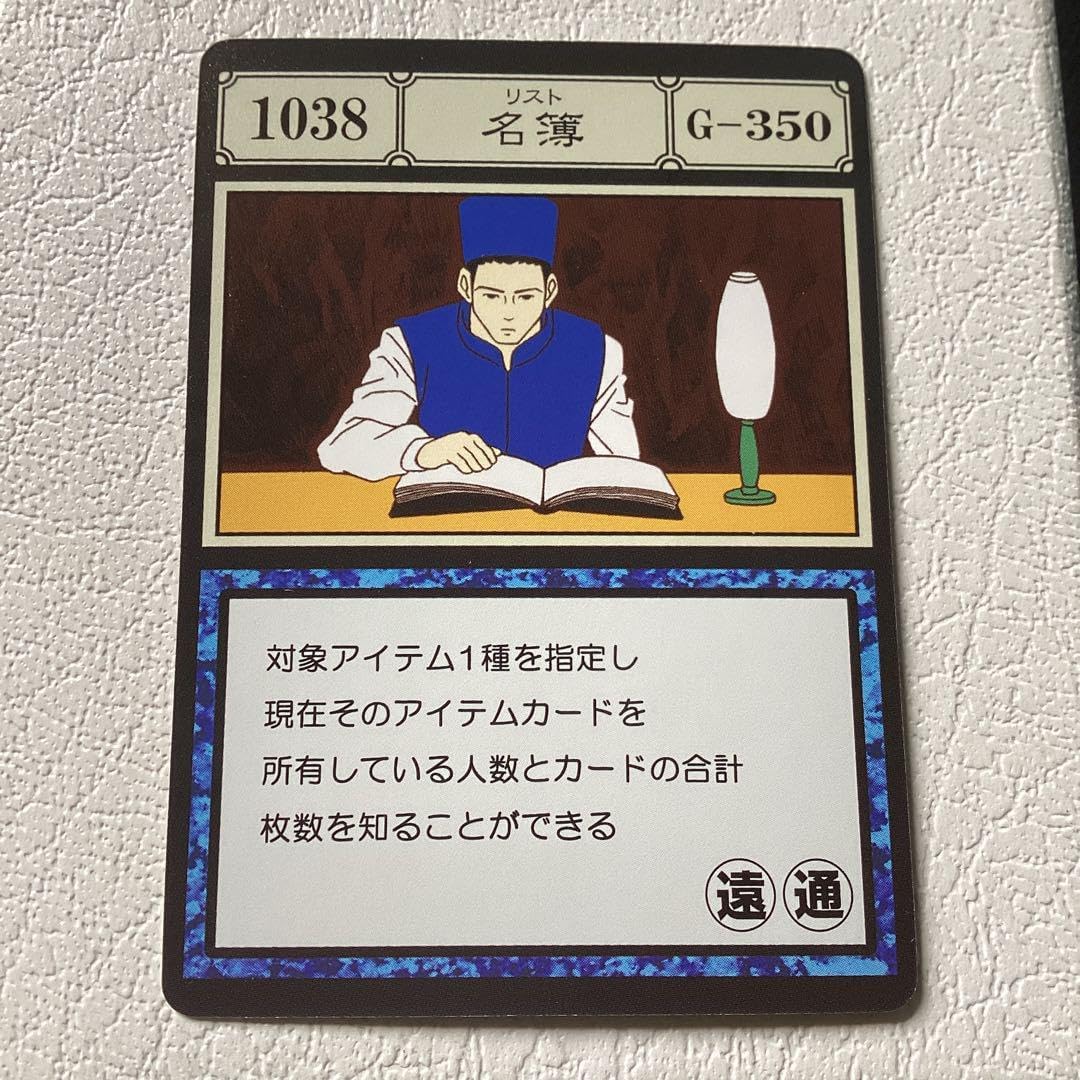 1038
リスト
名簿
G-350
対象アイテム1種を指定し
現在そのアイテムカードを
所有している人数とカードの合計
枚数を知ることができる
遠 通